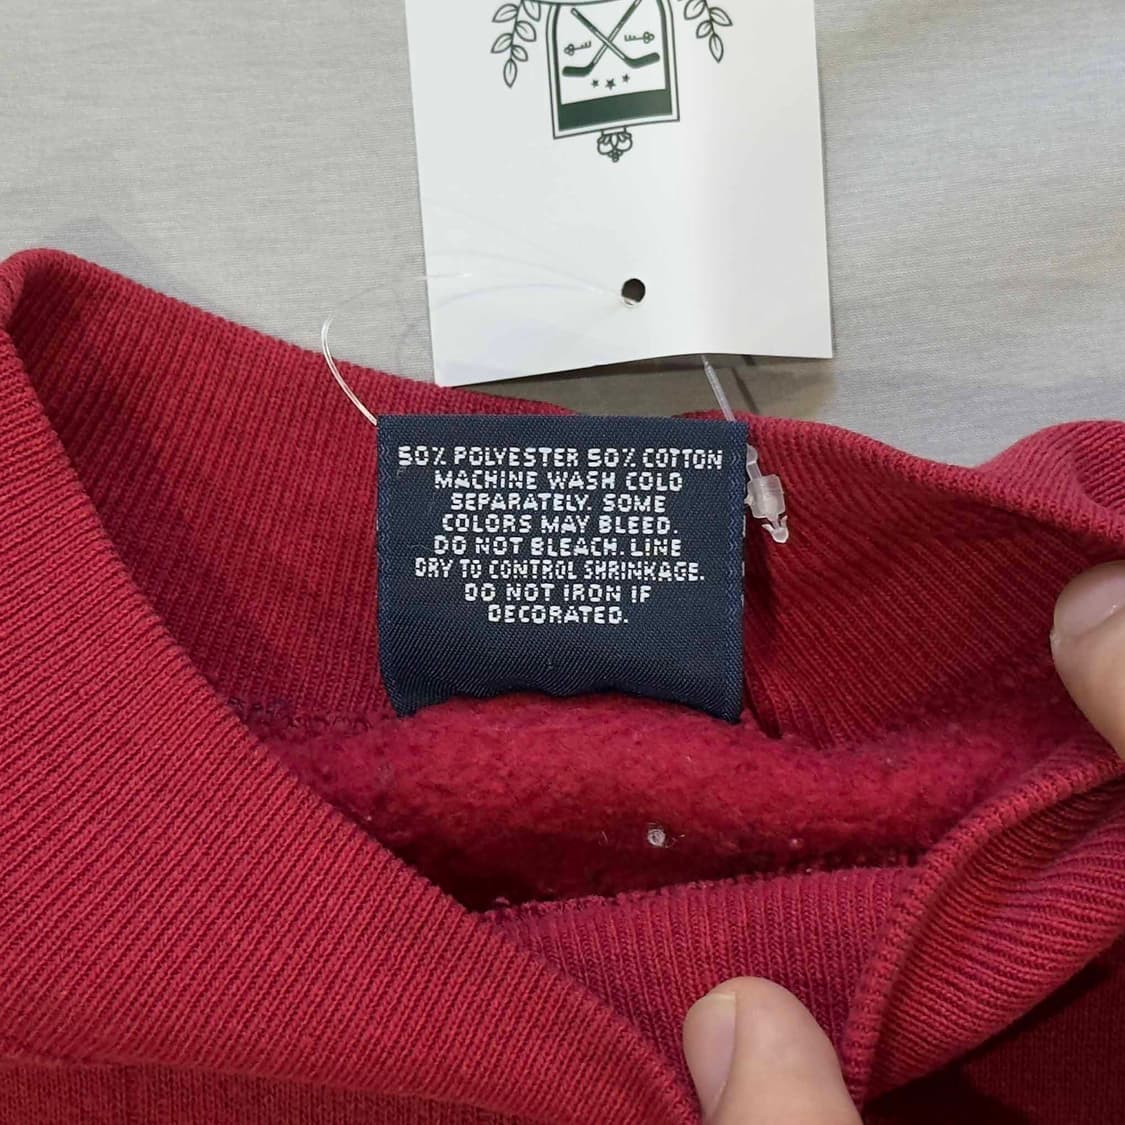 50% POLYESTER 50% COTTON
MACHINE WASH COLD
SEPARATELY. SOME
COLORS MAY BLEED.
DO NOT BLEACH. LINE
DRY TO CONTROL SHRINKAGE.
DO NOT IRON IF
DECORATED.